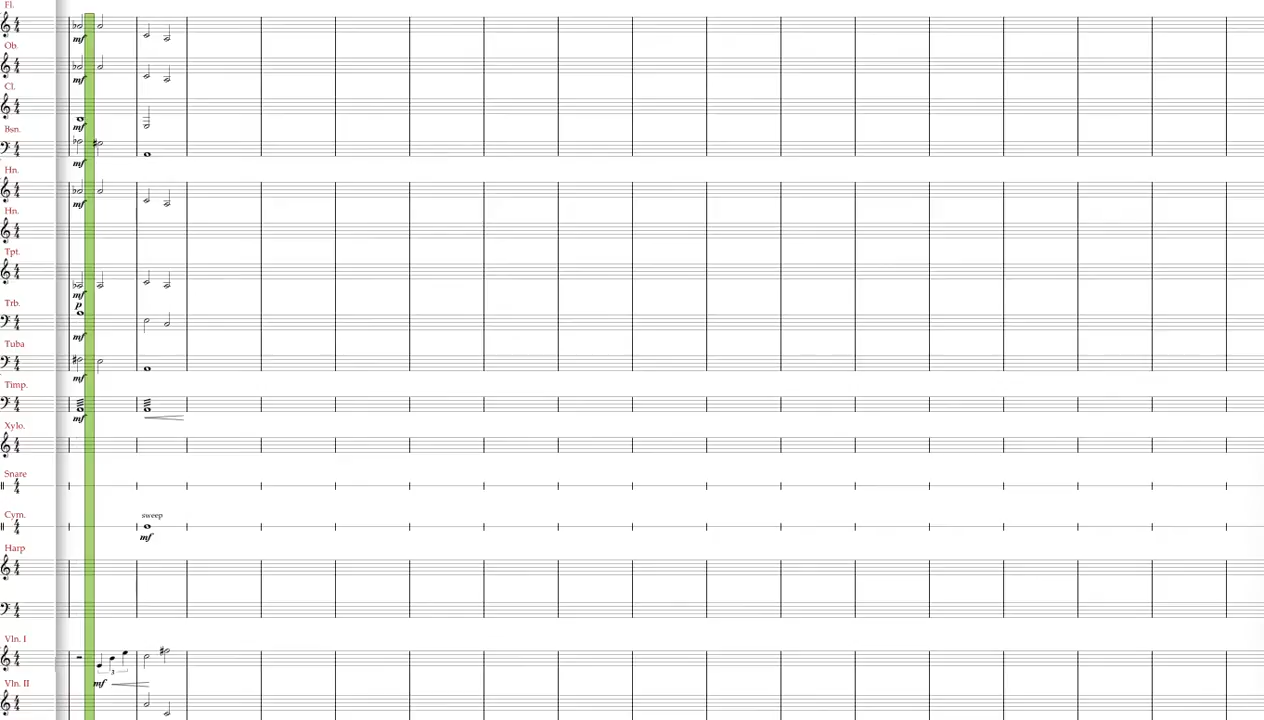 Fl.
mf
Ob.
mf
Cl.
mf
Bsn.
mf
Hn.
mf
Hn.
Tpt.
mf
p
Trb.
mf
Tuba
mf
Timp.
mf
Xylo.
Snare
Cym.
sweep
mf
Harp
Vln. I
3
mf
Vln. II